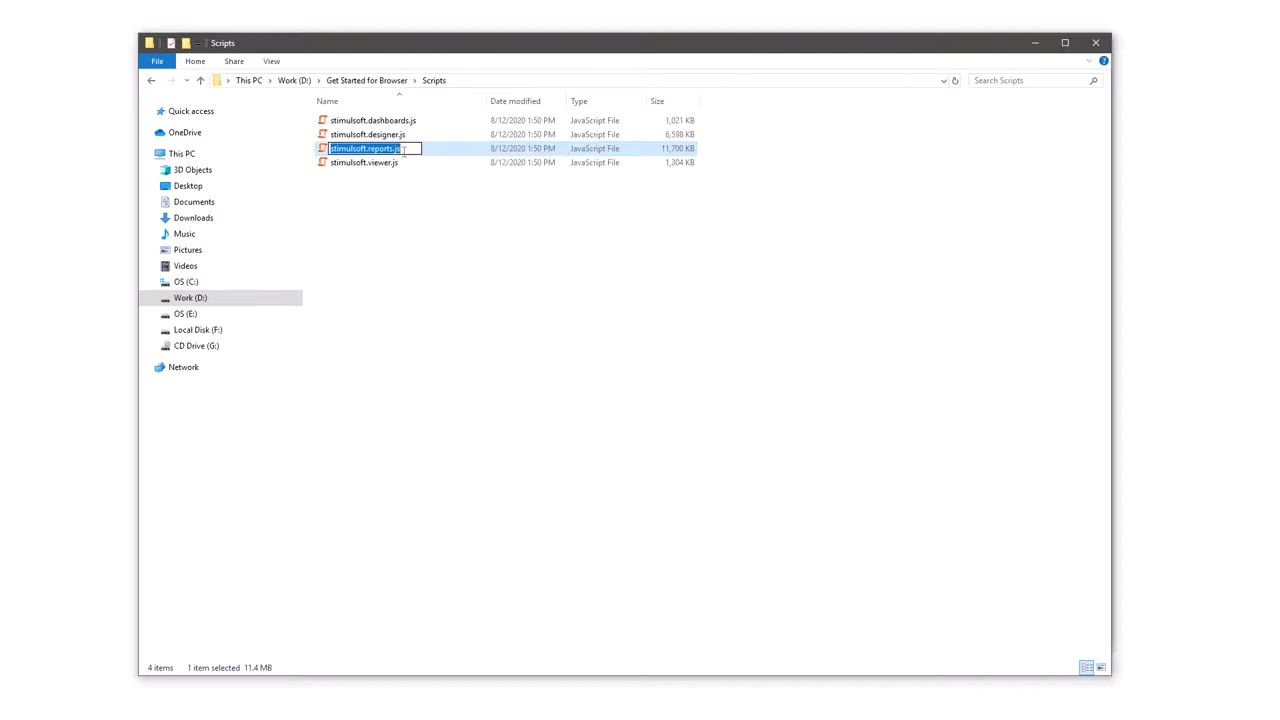 Scripts
File Home Share View
This PC Work (D:) Get Started for Browser Scripts Search Scripts
Name Date modified Type Size
Quick access
OneDrive
This PC
3D Objects
Desktop
Documents
Downloads
Music
Pictures
Videos
OS (C:)
Work (D:)
OS (E:)
Local Disk (F:)
CD Drive (G:)
Network
stimulsoft.dashboards.js 8/12/2020 1:50 PM JavaScript File 1,021 KB
stimulsoft.designer.js 8/12/2020 1:50 PM JavaScript File 6,598 KB
stimulsoft.reports.js 8/12/2020 1:50 PM JavaScript File 11,700 KB
stimulsoft.viewer.js 8/12/2020 1:50 PM JavaScript File 1,304 KB
4 items 1 item selected 11.4 MB